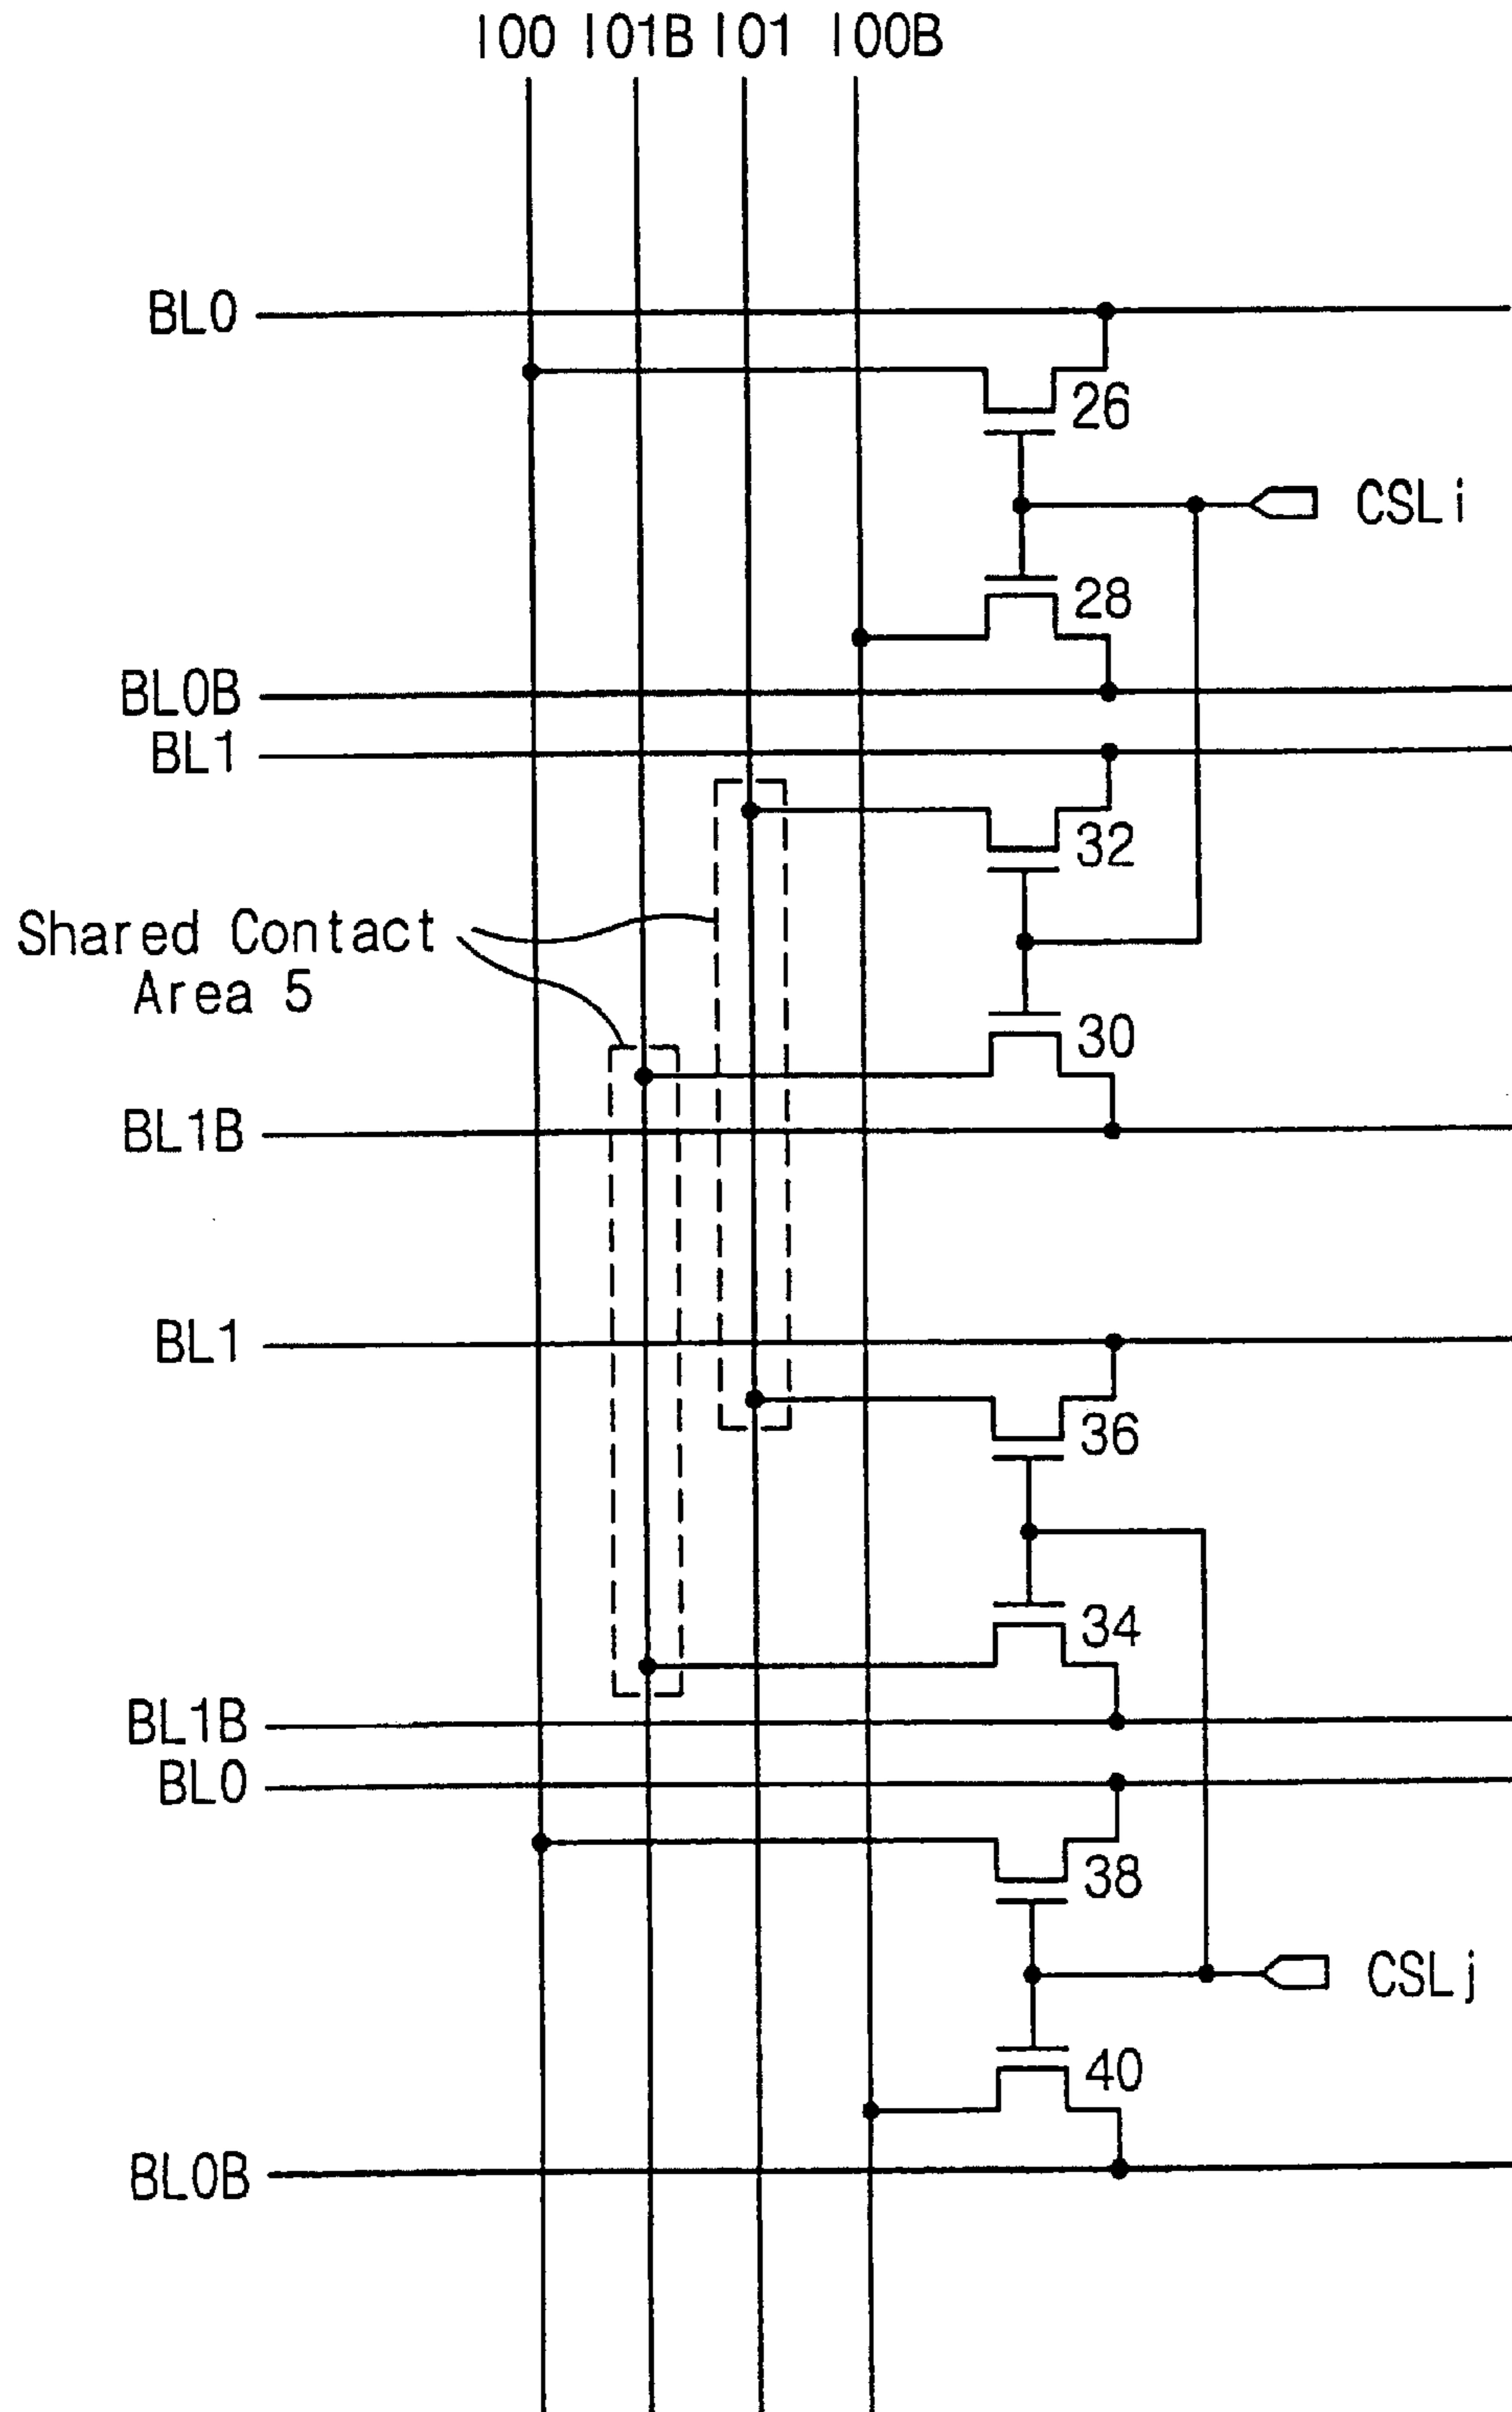 IO0 IO1B IO1 IO0B
BL0
26
CSLi
28
BL0B
BL1
32
Shared Contact
Area 5
30
BL1B
BL1
36
34
BL1B
BL0
38
CSLj
40
BL0B